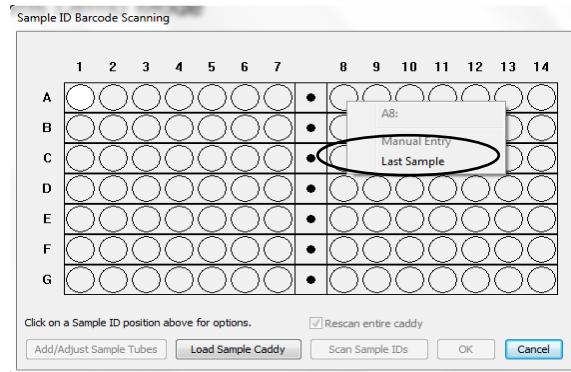 Sample ID Barcode Scanning
1 2 3 4 5 6 7 8 9 10 11 12 13 14
A
A8:
B
Manual Entry
C
Last Sample
D
E
F
G
Click on a Sample ID position above for options.
Rescan entire caddy
Add/Adjust Sample Tubes
Load Sample Caddy
Scan Sample IDs
OK
Cancel